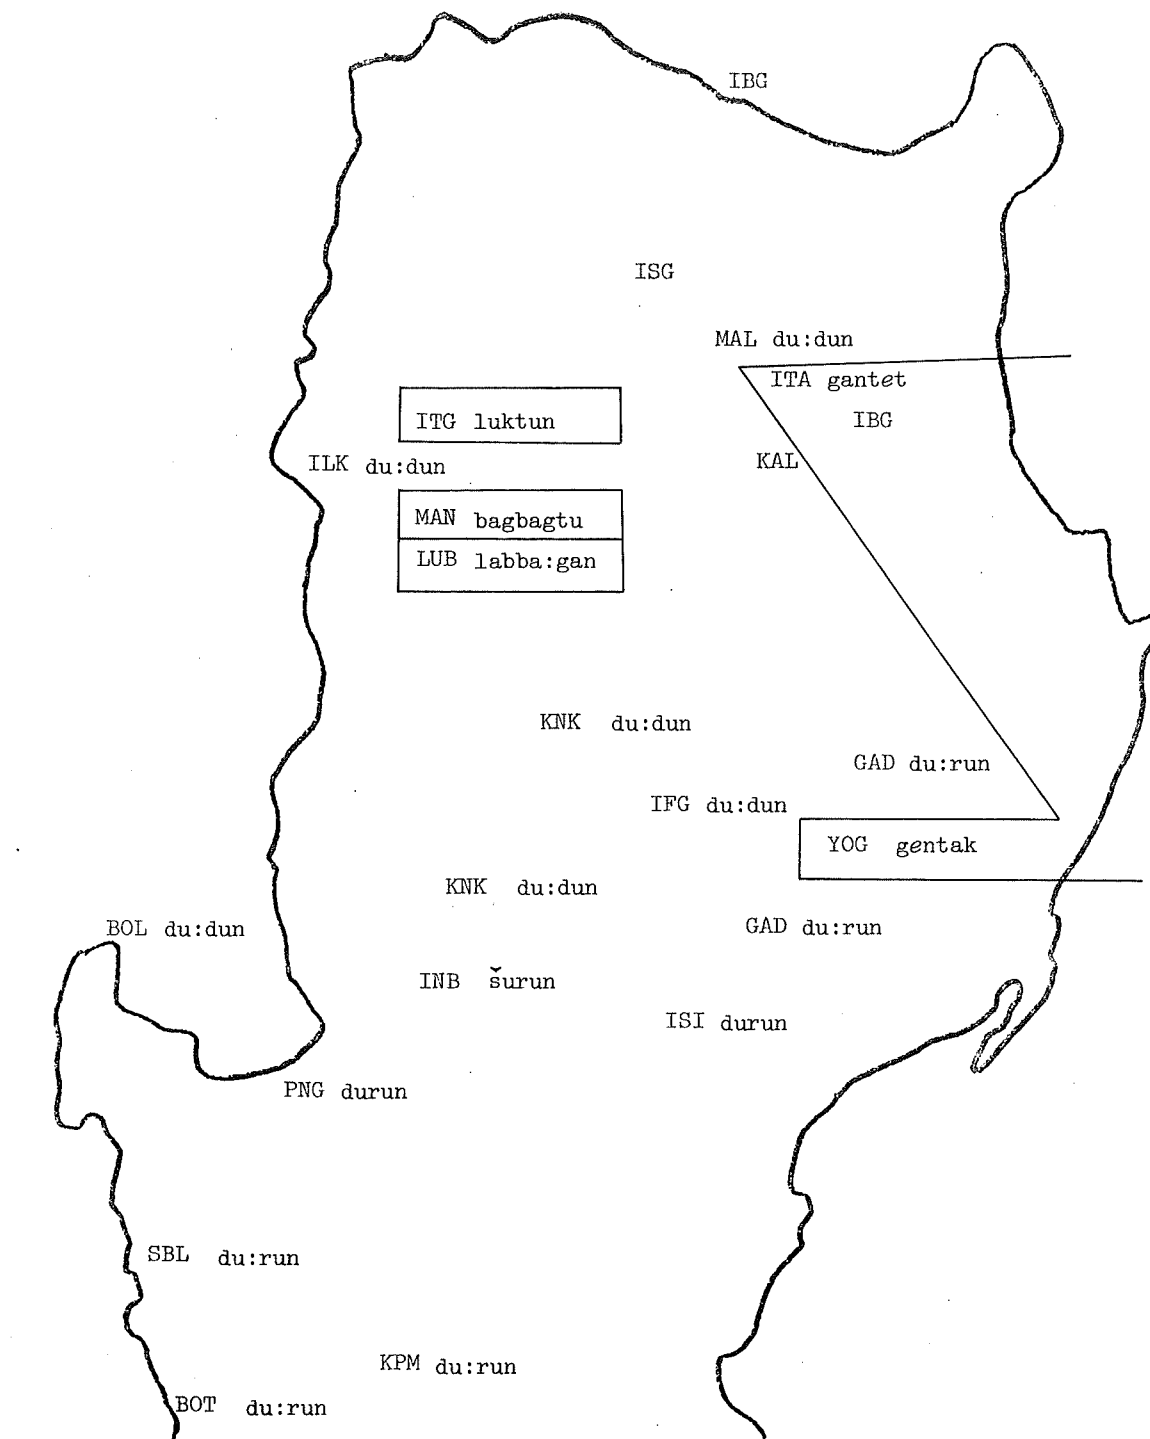 IBG
ISG
MAL du:dun
ITA gantet
IBG
ITG luktun
KAL
ILK du:dun
MAN bagbagtu
LUB labba:gan
KNK du:dun
GAD du:run
IFG du:dun
YOG gentak
KNK du:dun
BOL du:dun
GAD du:run
INB šurun
ISI durun
PNG durun
SBL du:run
KPM du:run
BOT du:run